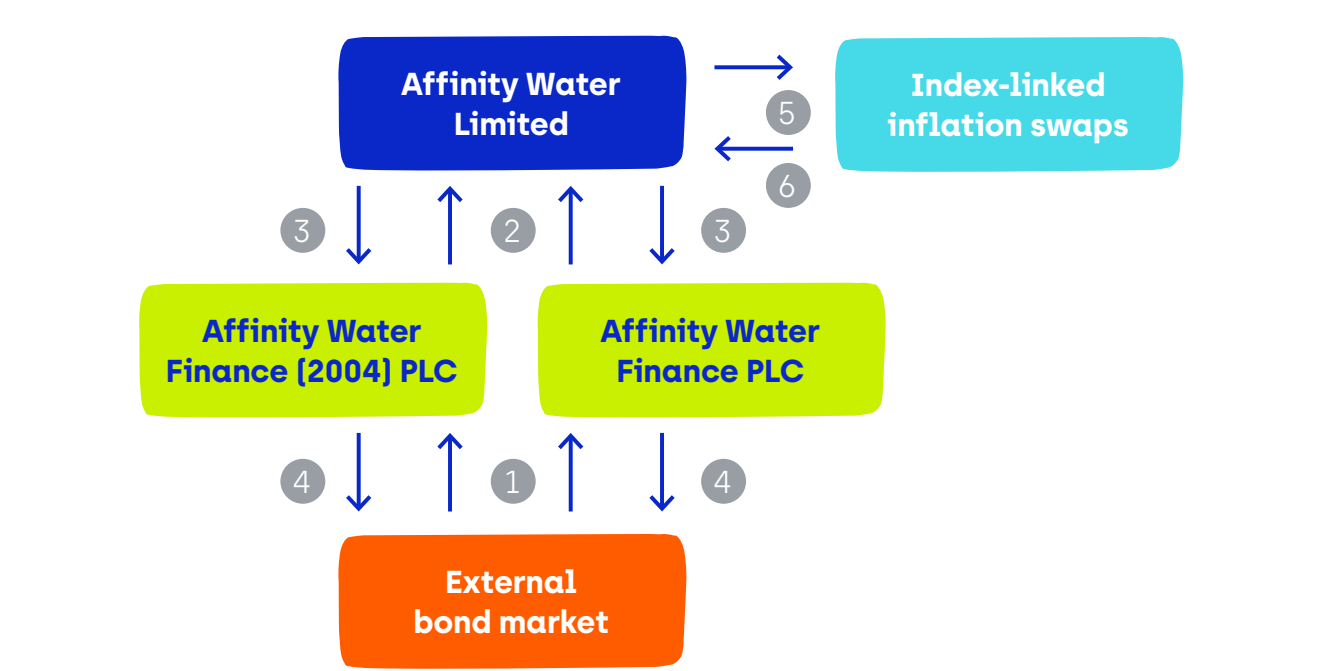 Affinity Water
Limited
Index-linked
inflation swaps
5
6
3
2
3
Affinity Water
Finance (2004) PLC
Affinity Water
Finance PLC
4
1
4
External
bond market